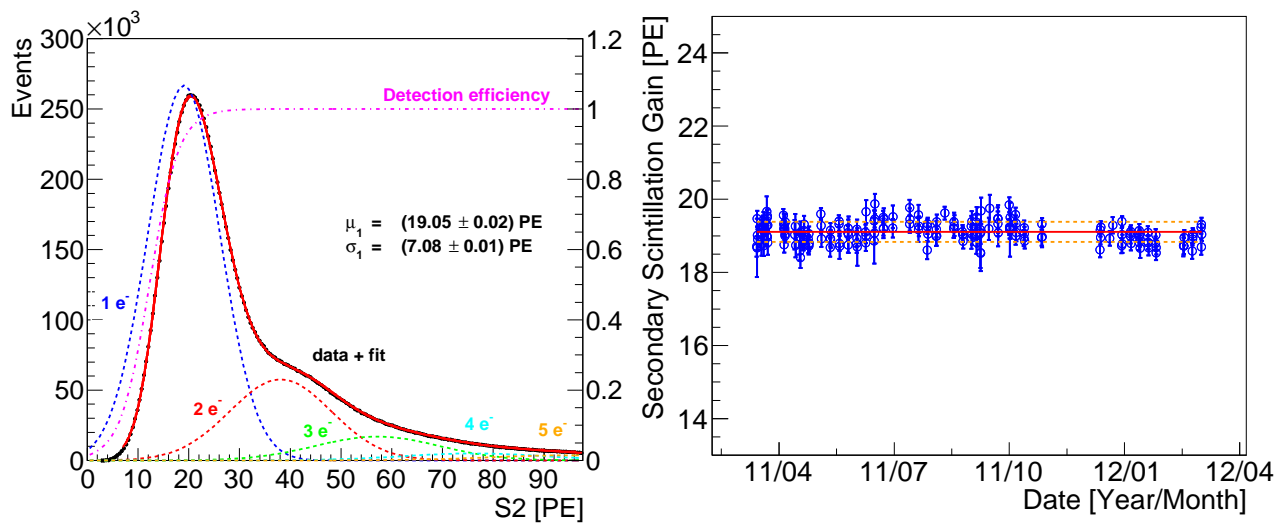 ×10³
Events
300
250
200
150
100
50
0
1.2
1
0.8
0.6
0.4
0.2
0
Detection efficiency
μ₁ = (19.05 ± 0.02) PE
σ₁ = (7.08 ± 0.01) PE
1 e⁻
data + fit
2 e⁻
3 e⁻
4 e⁻
5 e⁻
0 10 20 30 40 50 60 70 80 90
S2 [PE]
Secondary Scintillation Gain [PE]
24
22
20
18
16
14
11/04 11/07 11/10 12/01 12/04
Date [Year/Month]